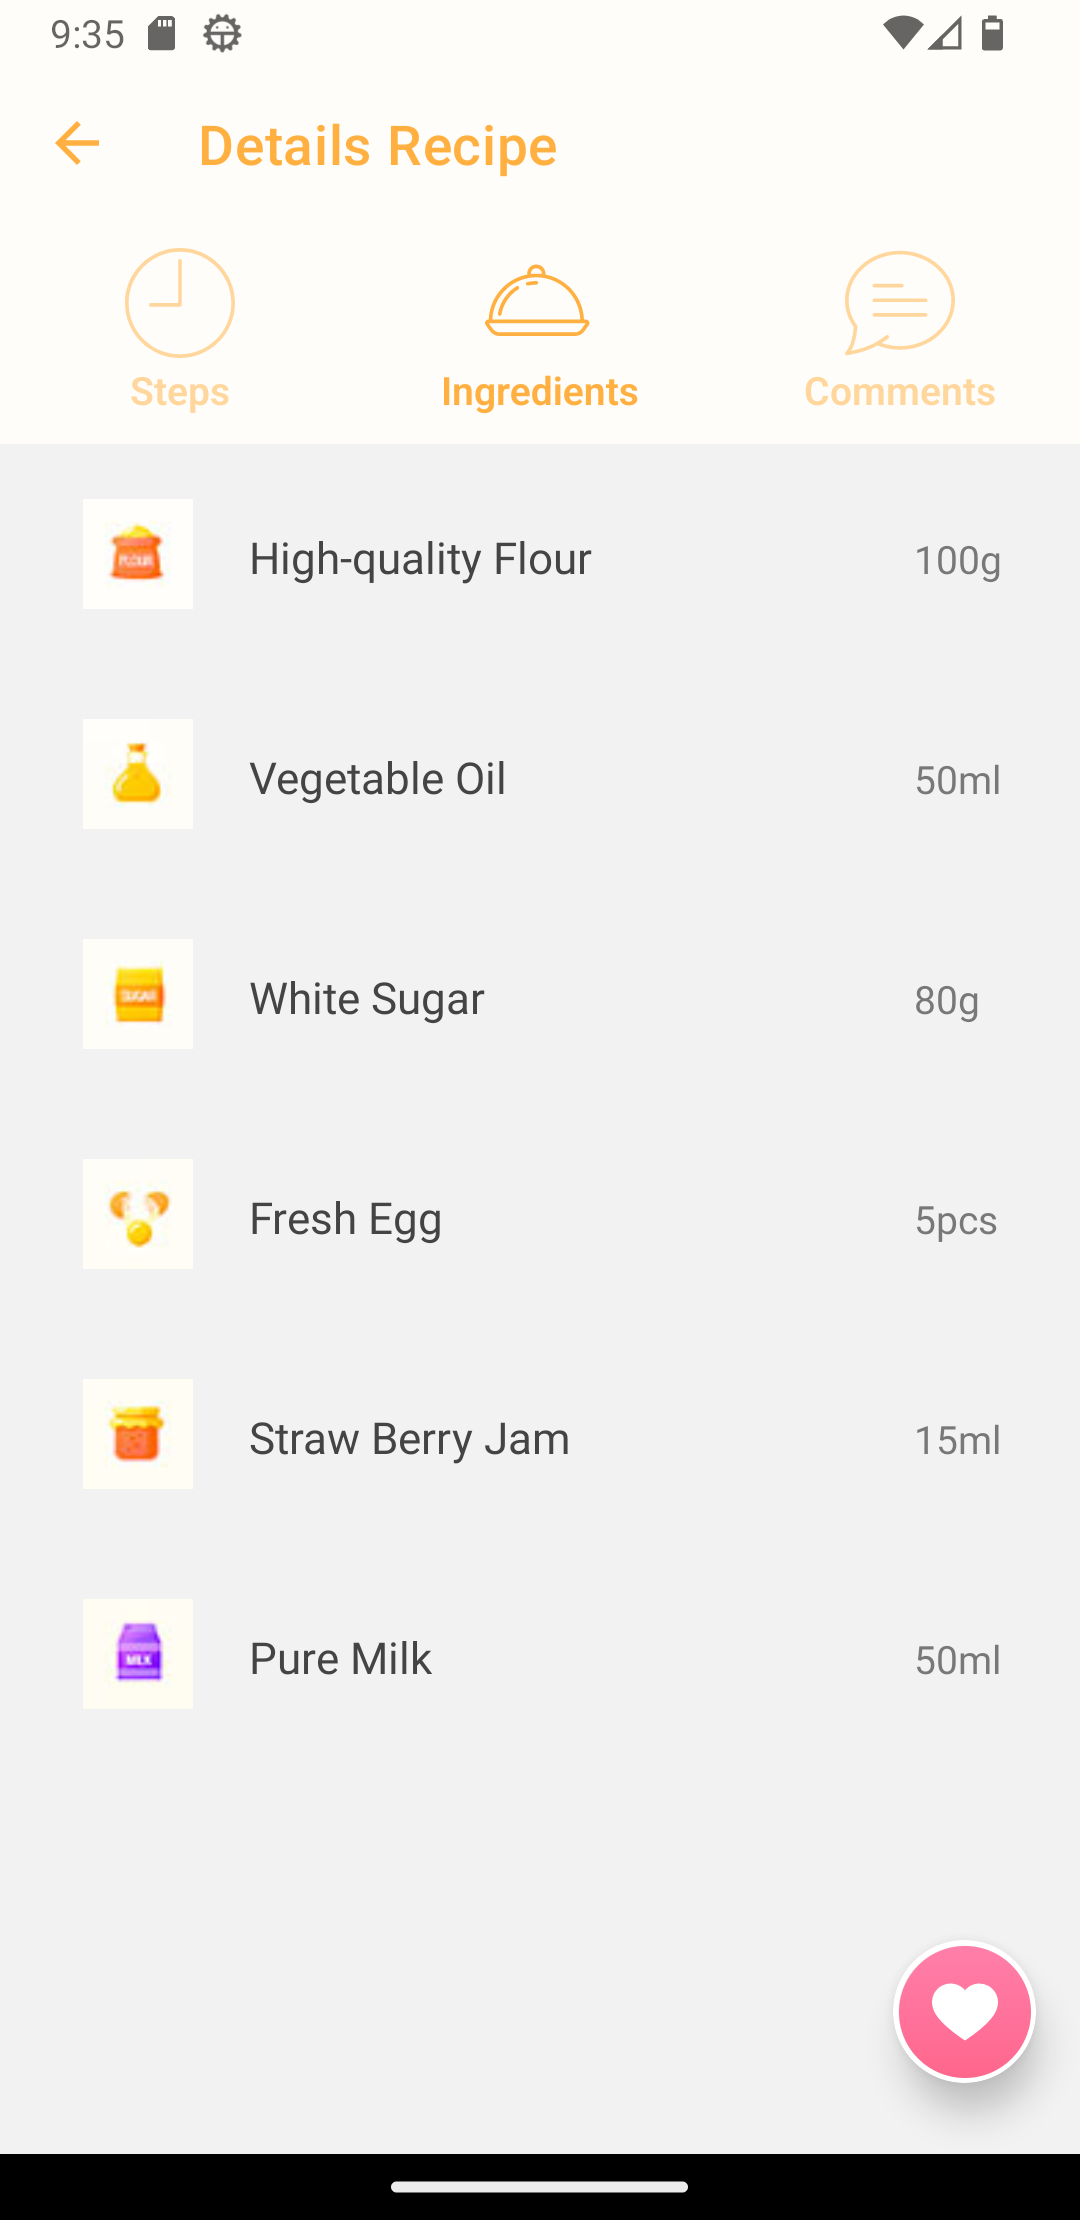 9:35
Details Recipe
Steps
Ingredients
Comments
FLOUR
High-quality Flour
100g
Vegetable Oil
50ml
SUGAR
White Sugar
80g
Fresh Egg
5pcs
Straw Berry Jam
15ml
MILK
Pure Milk
50ml